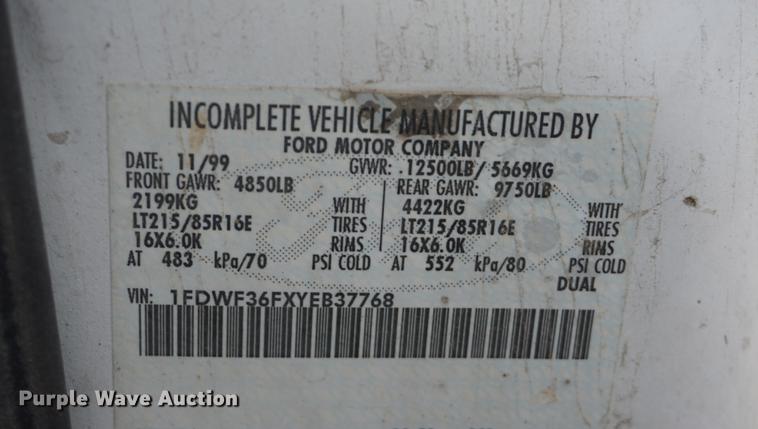 INCOMPLETE VEHICLE MANUFACTURED BY
FORD MOTOR COMPANY
DATE: 11/99 GVWR: 12500LB/ 5669KG
FRONT GAWR: 4850LB REAR GAWR: 9750LB
2199KG WITH 4422KG WITH
LT215/85R16E TIRES LT215/85R16E TIRES
16X6.0K RIMS 16X6.0K RIMS
AT 483 kPa/70 PSI COLD AT 552 kPa/80 PSI COLD
DUAL
VIN: 1FDWF36FXYEB37768
Purple Wave Auction